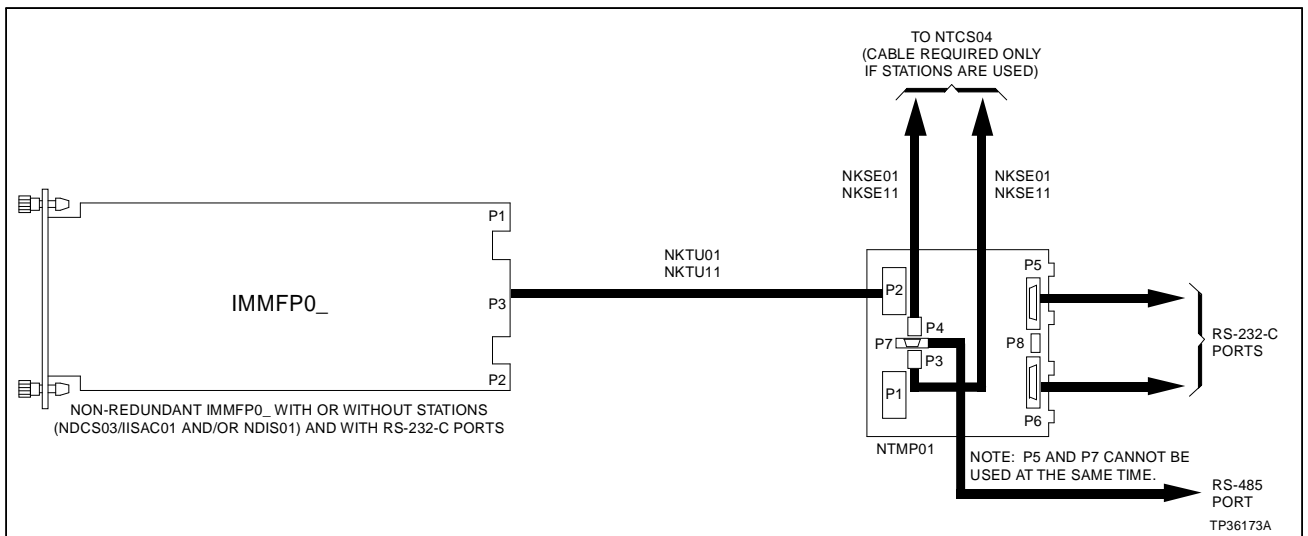 TO NTCS04
(CABLE REQUIRED ONLY
IF STATIONS ARE USED)
NKSE01
NKSE11
NKSE01
NKSE11
P1
NKTU01
NKTU11
P5
P2
IMMFP0_
P3
P4
P7
P8
RS-232-C
PORTS
P3
P2
P1
P6
NON-REDUNDANT IMMFP0_ WITH OR WITHOUT STATIONS
(NDCS03/IISAC01 AND/OR NDIS01) AND WITH RS-232-C PORTS
NTMP01
NOTE: P5 AND P7 CANNOT BE
USED AT THE SAME TIME.
RS-485
PORT
TP36173A